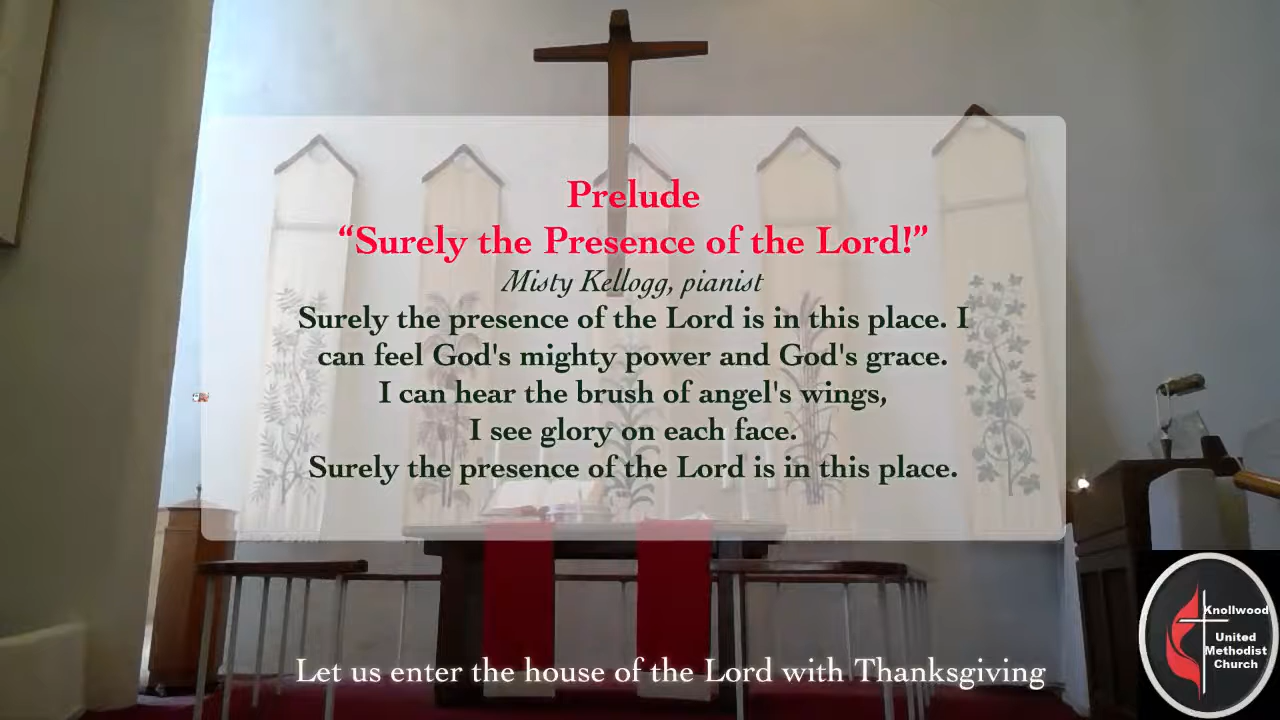 Prelude
“Surely the Presence of the Lord!”
Misty Kellogg, pianist
Surely the presence of the Lord is in this place. I
can feel God's mighty power and God's grace.
I can hear the brush of angel's wings,
I see glory on each face.
Surely the presence of the Lord is in this place.
Let us enter the house of the Lord with Thanksgiving
Knollwood
United
Methodist
Church